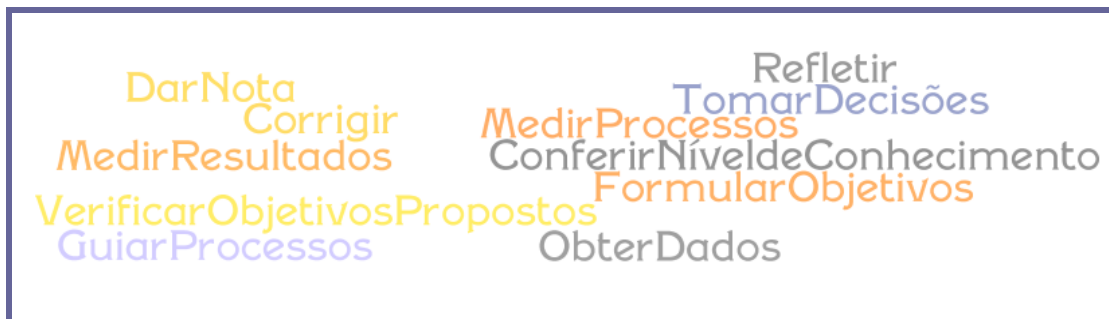 Refletir
DarNota
TomarDecisões
Corrigir
MedirProcessos
MedirResultados
ConferirNíveldeConhecimento
FormularObjetivos
VerificarObjetivosPropostos
GuiarProcessos
ObterDados